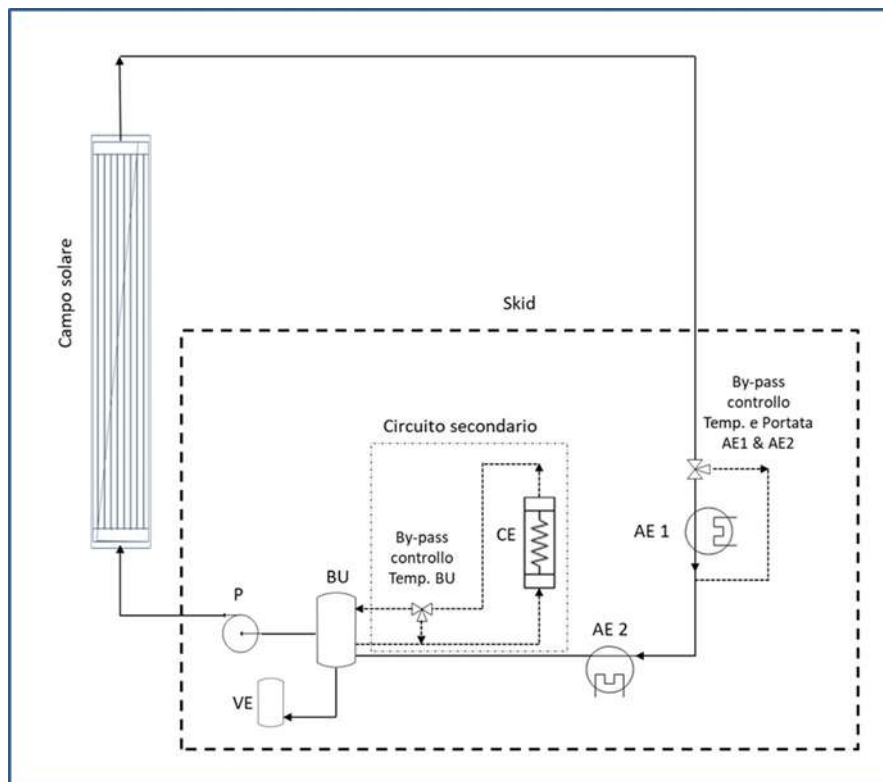 Campo solare
Skid
By-pass
controllo
Temp. e Portata
AE1 & AE2
Circuito secondario
AE 1
CE
By-pass
controllo
Temp. BU
BU
P
AE 2
VE